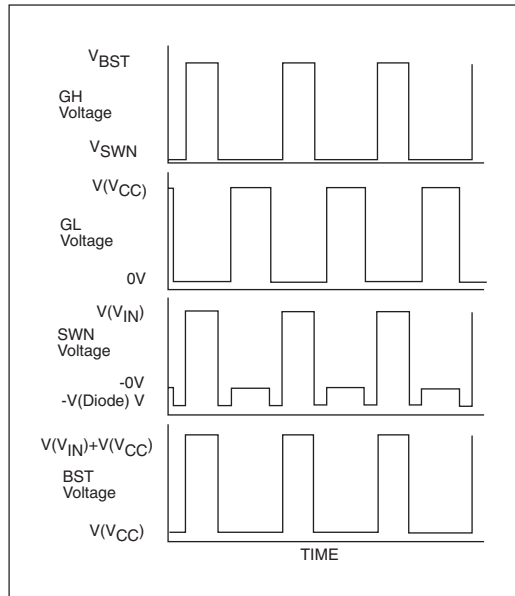 VBST
GH
Voltage
VSWN
V(VCC)
GL
Voltage
0V
V(VIN)
SWN
Voltage
-0V
-V(Diode) V
V(VIN)+V(VCC)
BST
Voltage
V(VCC)
TIME